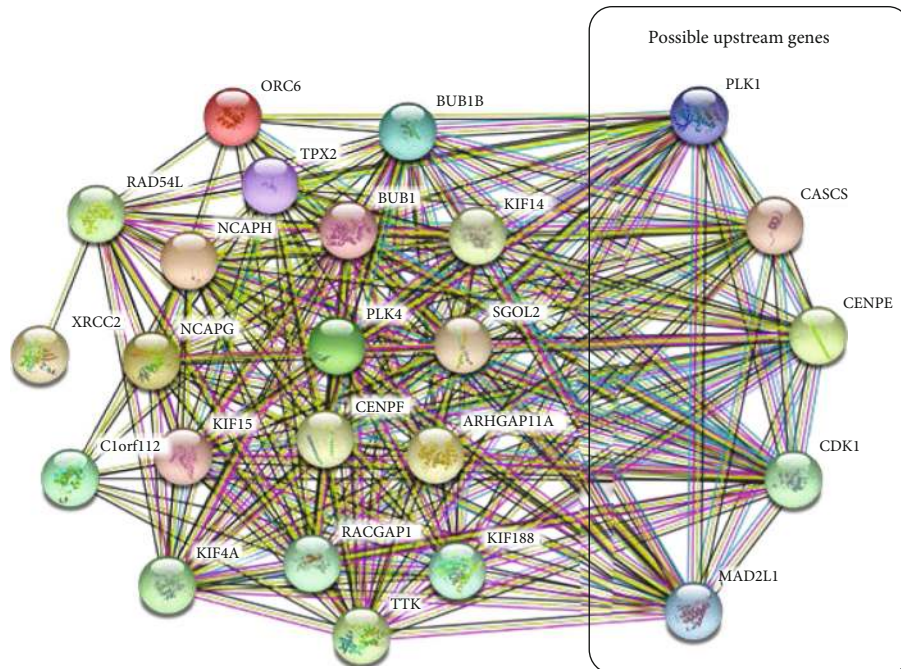 Possible upstream genes
ORC6
BUB1B
PLK1
TPX2
RAD54L
BUB1
KIF14
CASCS
NCAPH
CENPE
XRCC2
NCAPG
PLK4
SGOL2
CENPF
C1orf112
KIF15
ARHGAP11A
CDK1
RACGAP1
KIF188
KIF4A
MAD2L1
TTK